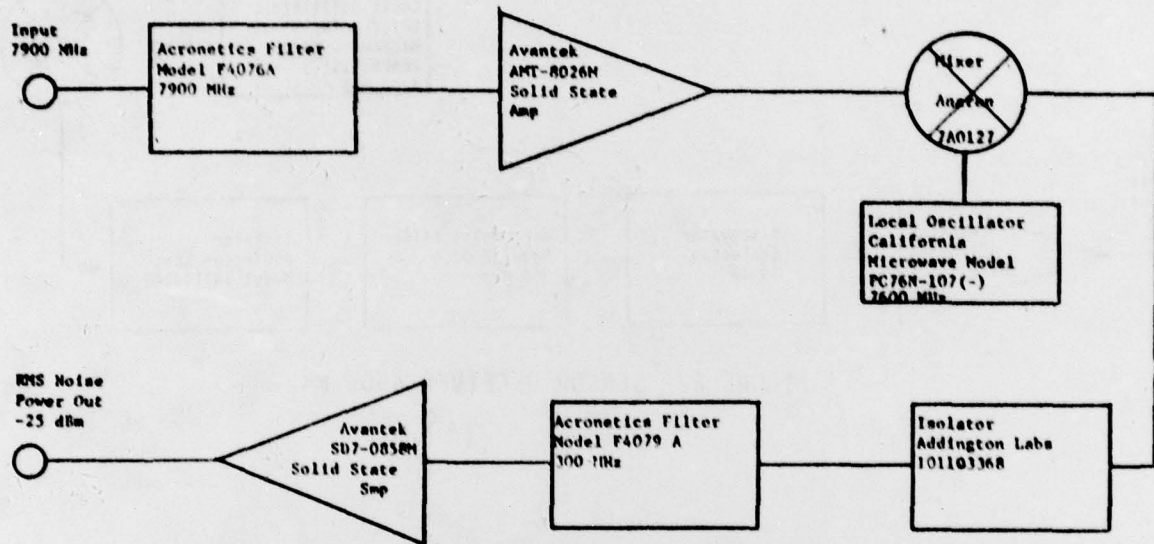 Input
7900 MHz
Acronetics Filter
Model F4076A
7900 MHz
Avantek
AMT-8026M
Solid State
Amp
Mixer
Anaren
7A0127
Local Oscillator
California
Microwave Model
PC76M-107(-)
7600 MHz
Isolator
Addington Labs
101103368
Acronetics Filter
Model F4079 A
300 MHz
Avantek
SD7-0858M
Solid State
Smp
RMS Noise
Power Out
-25 dBm